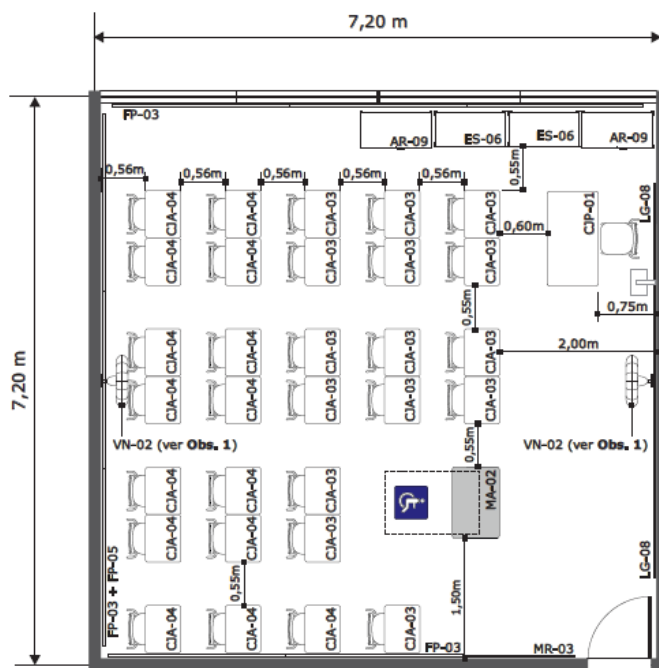 7,20 m
7,20 m
FP-03
AR-09
ES-06
ES-06
AR-09
0,56m
0,56m
0,56m
0,56m
0,56m
0,55m
LG-08
CJA-04
CJA-04
CJA-03
CJA-03
CJA-03
CJP-01
0,60m
CJA-04
CJA-04
CJA-03
CJA-03
CJA-03
0,55m
0,75m
CJA-04
CJA-04
CJA-03
CJA-03
CJA-03
2,00m
CJA-04
CJA-04
CJA-03
CJA-03
CJA-03
VN-02 (ver Obs. 1)
0,55m
VN-02 (ver Obs. 1)
CJA-04
CJA-04
CJA-03
MA-02
CJA-04
CJA-04
CJA-03
FP-03 + FP-05
0,55m
1,50m
LG-08
CJA-04
CJA-04
CJA-04
CJA-03
FP-03
MR-03